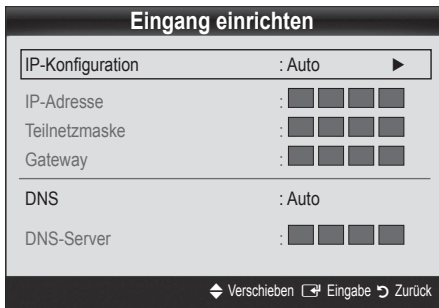 Eingang einrichten
IP-Konfiguration : Auto ►
IP-Adresse :
Teilnetzmaske :
Gateway :
DNS : Auto
DNS-Server :
Verschieben Eingabe Zurück